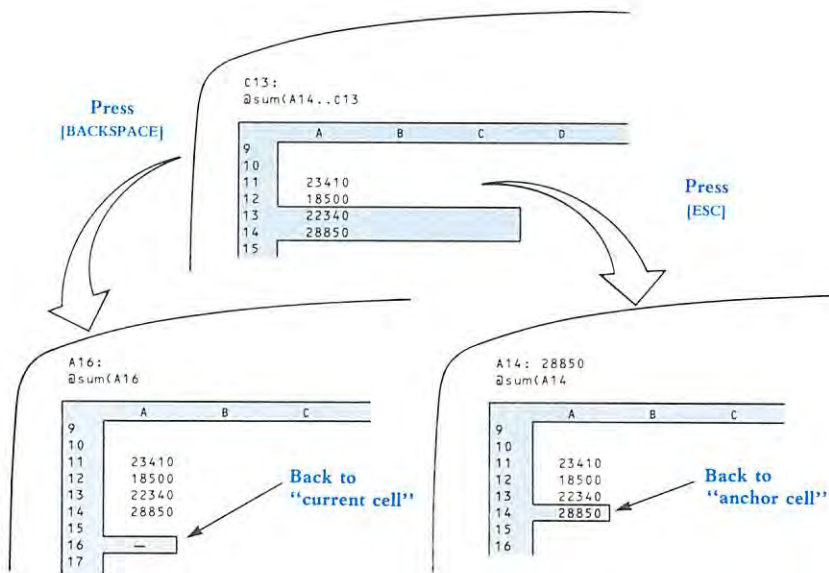 C13:
@sum(A14..C13
Press
[BACKSPACE]
A B C D
9
10
11 23410
12 18500
13 22340
14 28850
15
Press
[ESC]
A16:
@sum(A16
A B C
9
10
11 23410
12 18500
13 22340
14 28850
15
16 —
17
Back to
"current cell"
A14: 28850
@sum(A14
A B C
9
10
11 23410
12 18500
13 22340
14 28850
15
16
Back to
"anchor cell"